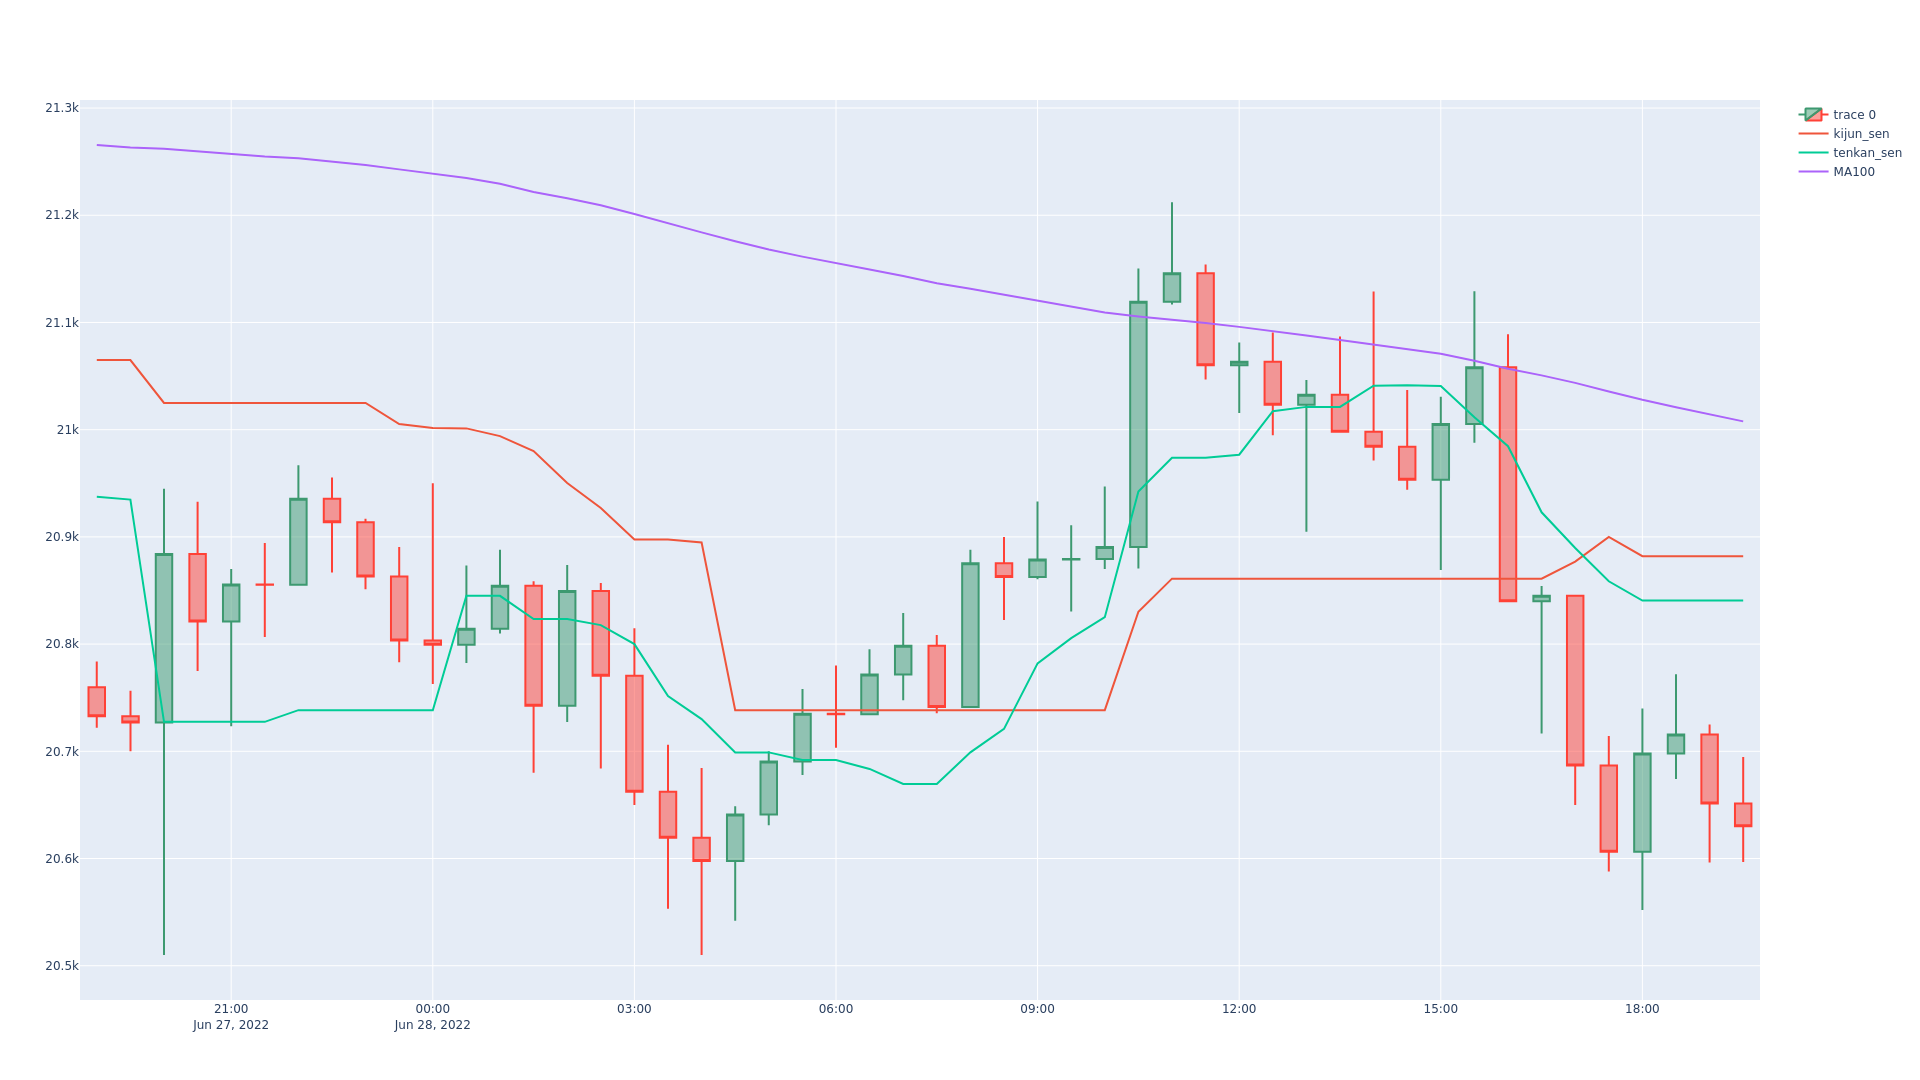 21.3k
21.2k
21.1k
21k
20.9k
20.8k
20.7k
20.6k
20.5k
21:00
Jun 27, 2022
00:00
Jun 28, 2022
03:00
06:00
09:00
12:00
15:00
18:00
trace 0
kijun_sen
tenkan_sen
MA100